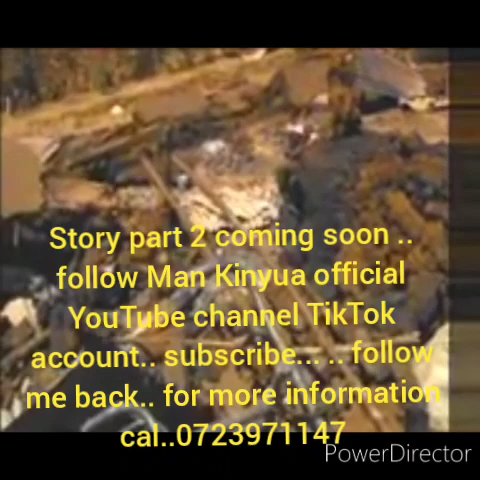 Story part 2 coming soon ..
follow Man Kinyua official
YouTube channel TikTok
account.. subscribe... .. follow
me back.. for more information
cal..0723971147
PowerDirector